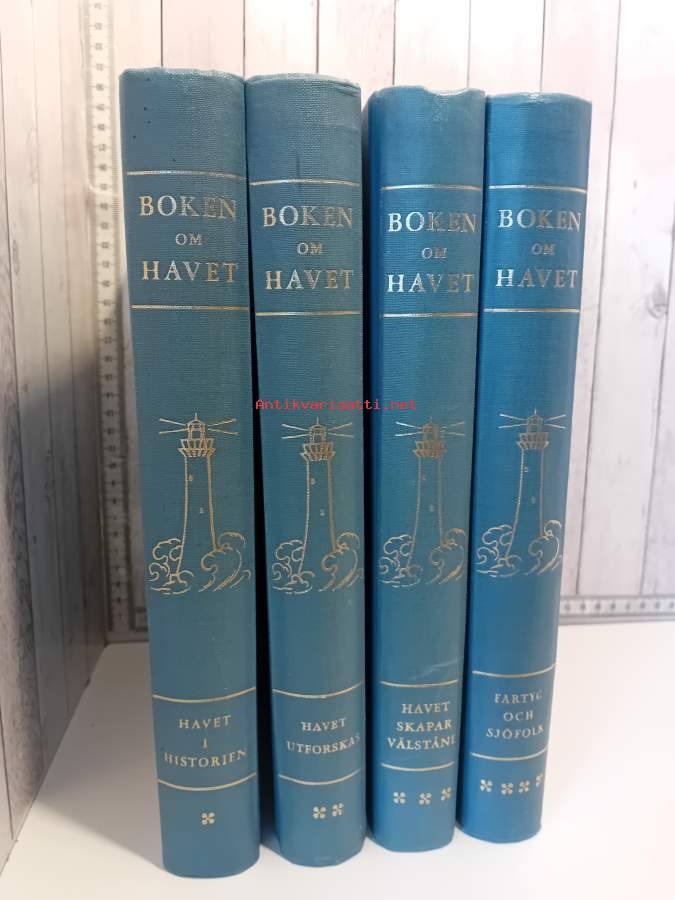 BOKEN
OM
HAVET
HAVET
I
HISTORIEN
BOKEN
OM
HAVET
HAVET
UTFORSKAS
BOKEN
OM
HAVET
HAVET
SKAPAR
VÄLSTÅND
BOKEN
OM
HAVET
FARTYG
OCH
SJÖFOLK
Antikvarisatti.net